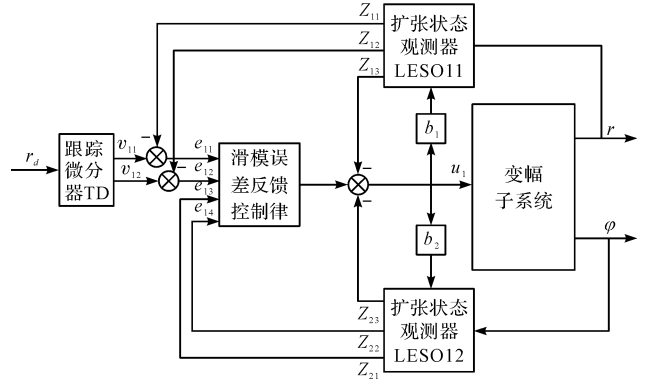 Z₁₁
Z₁₂
Z₁₃
扩张状态
观测器
LESO11
r_d
跟踪
微分
器TD
v₁₁
v₁₂
−
−
e₁₁
e₁₂
e₁₃
e₁₄
滑模误
差反馈
控制律
−
−
b₁
b₂
u₁
变幅
子系统
r
φ
扩张状态
观测器
LESO12
Z₂₃
Z₂₂
Z₂₁